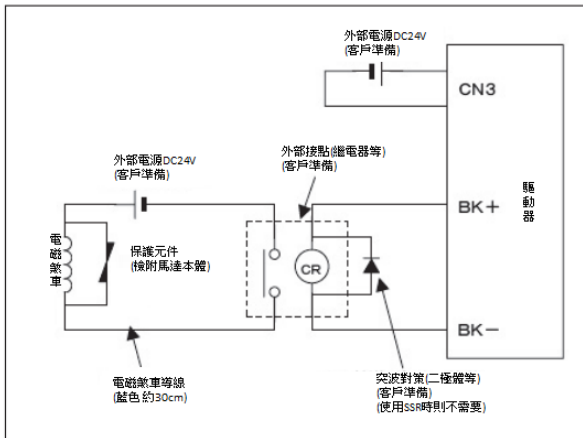 外部電源DC24V
(客戶準備)
CN3
外部接點(繼電器等)
(客戶準備)
外部電源DC24V
(客戶準備)
BK+
驅動器
電磁煞車
保護元件
(檢附馬達本體)
CR
BK−
電磁煞車導線
(藍色 約30cm)
突波對策(二極體等)
(客戶準備)
(使用SSR時則不需要)